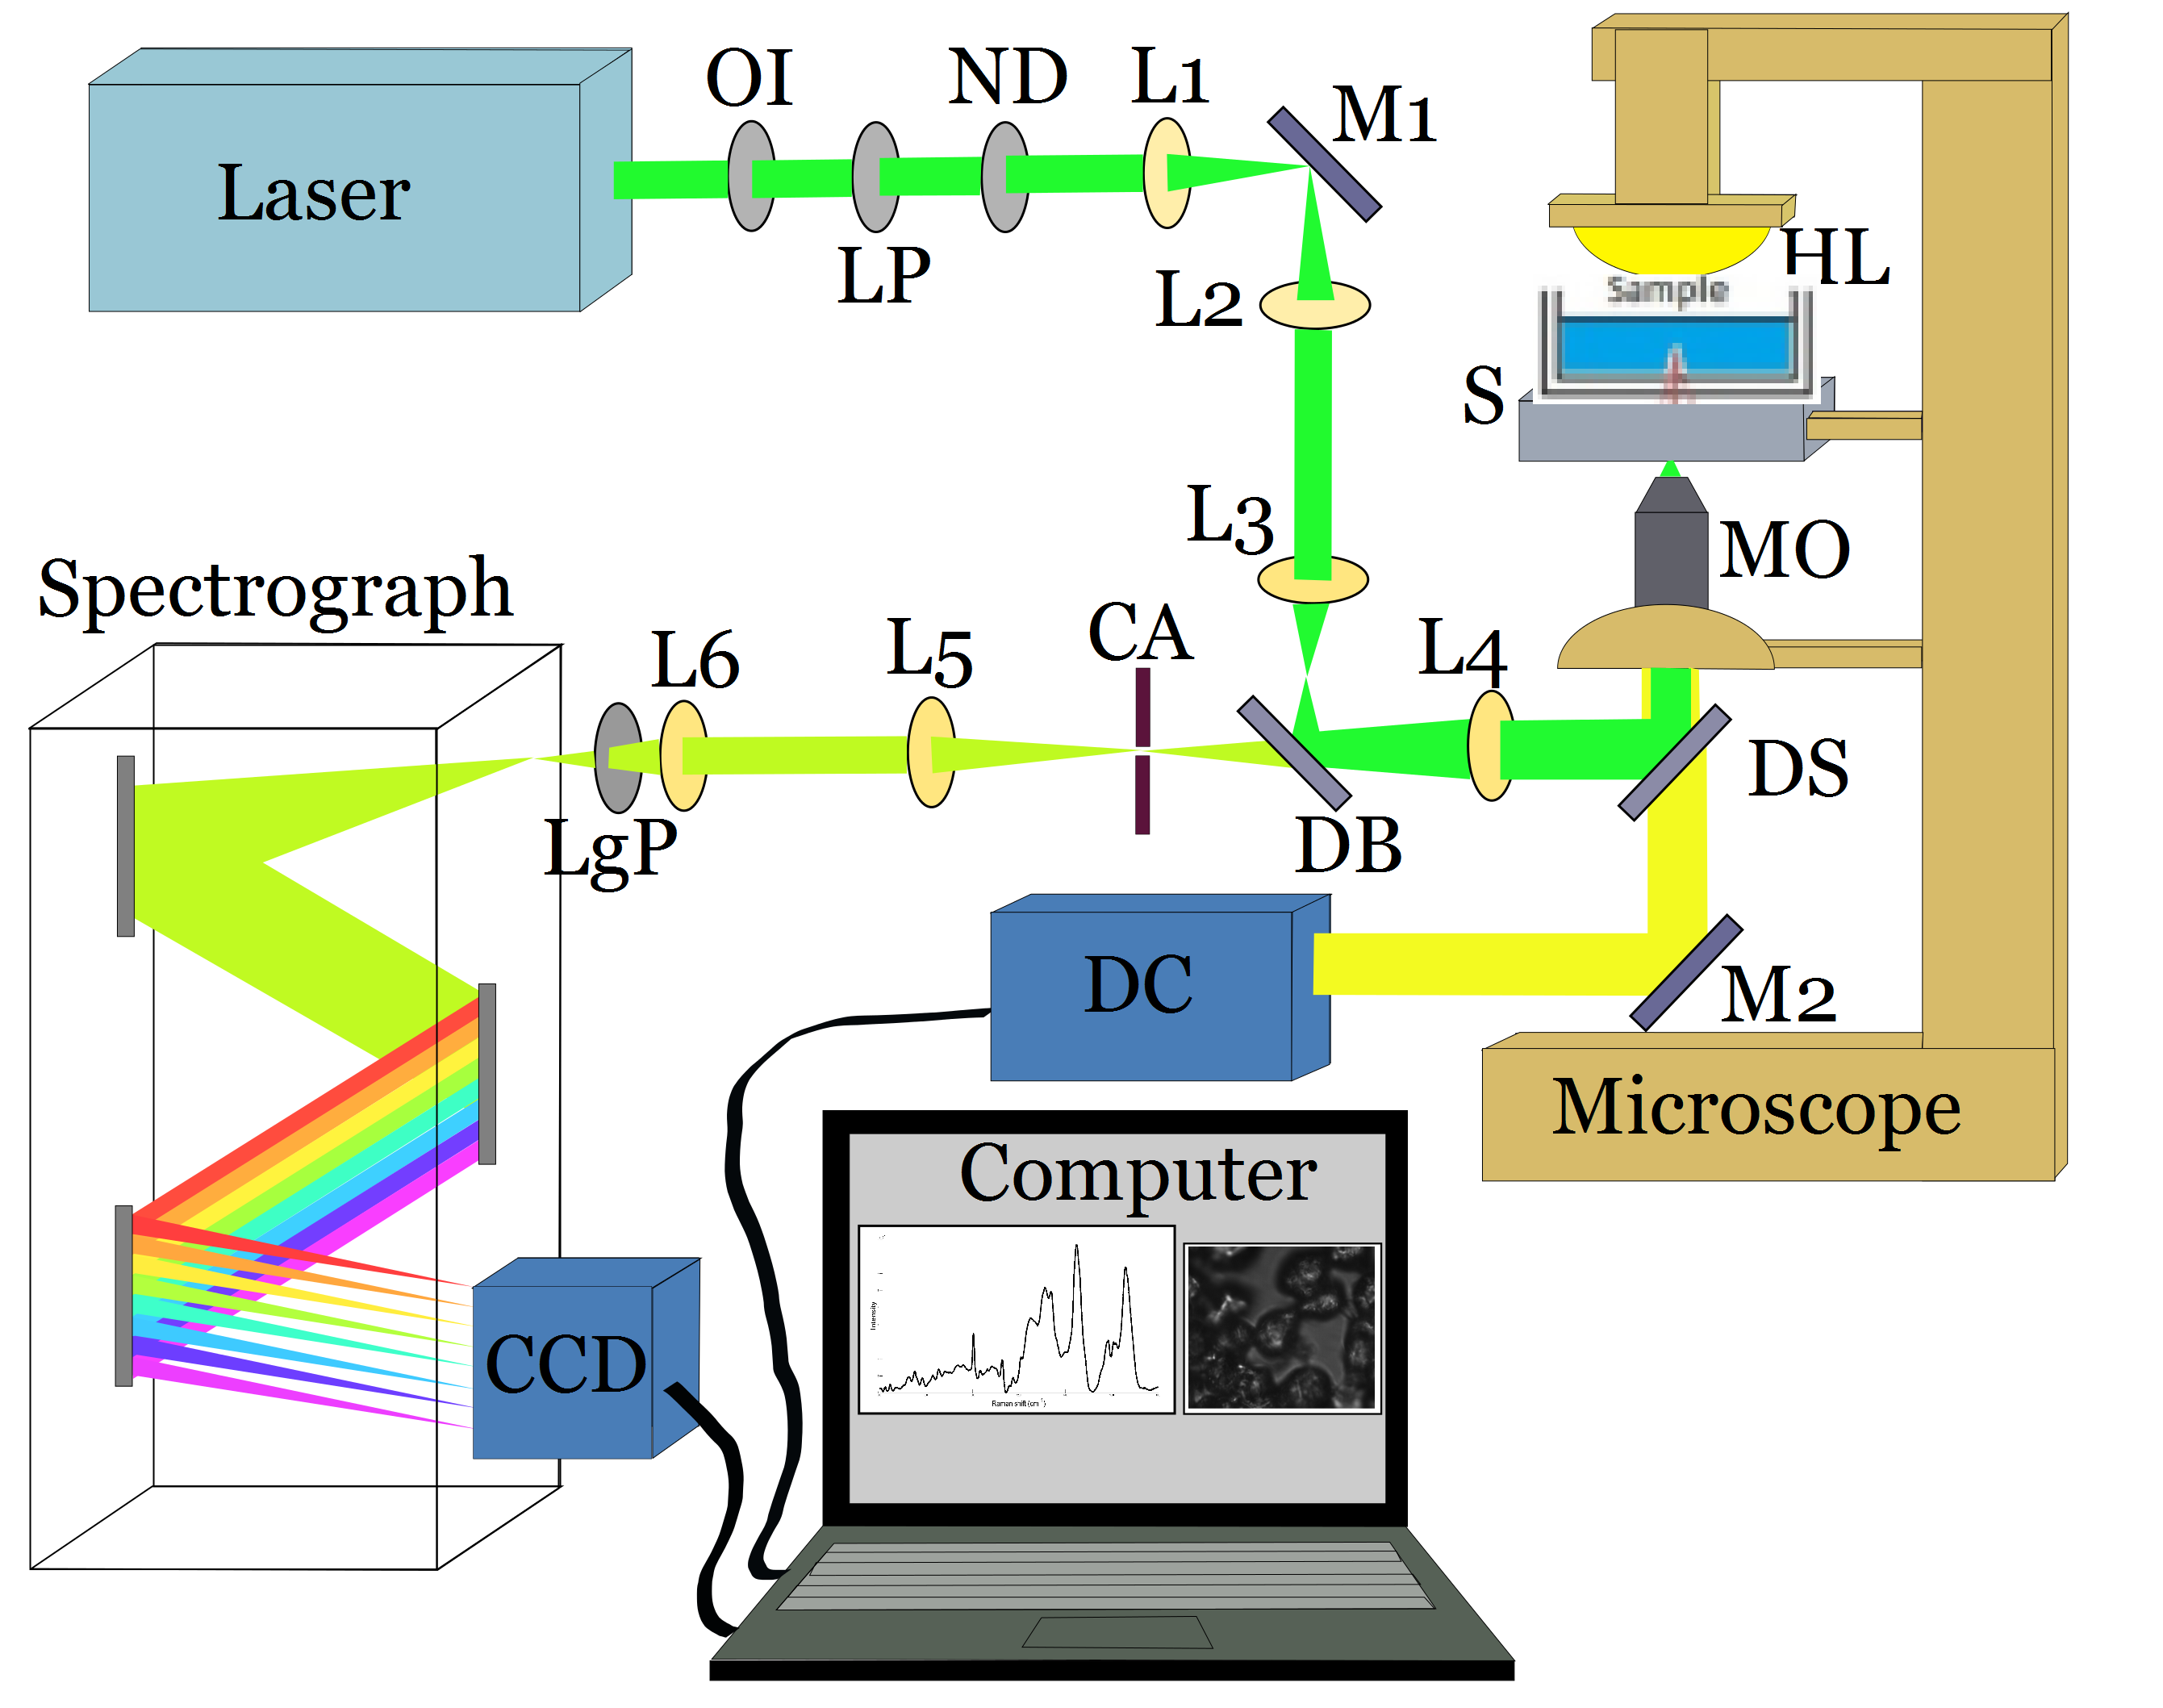 OI
ND
L1
M1
Laser
LP
HL
L2
Sample
S
L3
MO
Spectrograph
CA
L6
L5
L4
DS
LgP
DB
DC
M2
Microscope
Computer
Intensity
Raman shift (cm⁻¹)
CCD